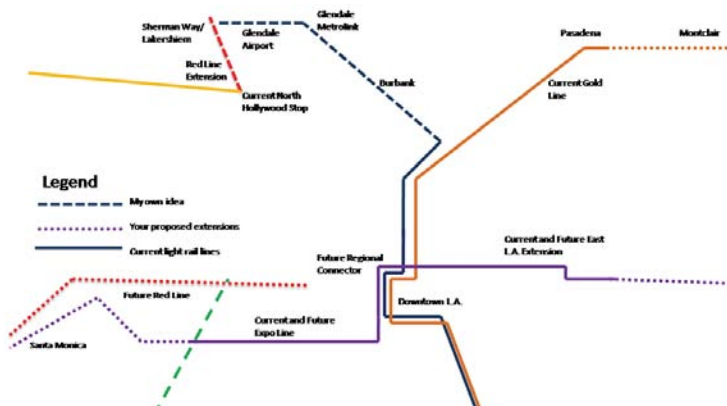 Sherman Way/
Lakershiem
Glendale
Airport
Glendale
Metrolink
Pasadena
Montclair
Red Line
Extension
Burbank
Current Gold
Line
Current North
Hollywood Stop
Legend
My own idea
Your proposed extensions
Current light rail lines
Future Regional
Connector
Current and Future East
L.A. Extension
Future Red Line
Downtown L.A.
Current and Future
Expo Line
Santa Monica